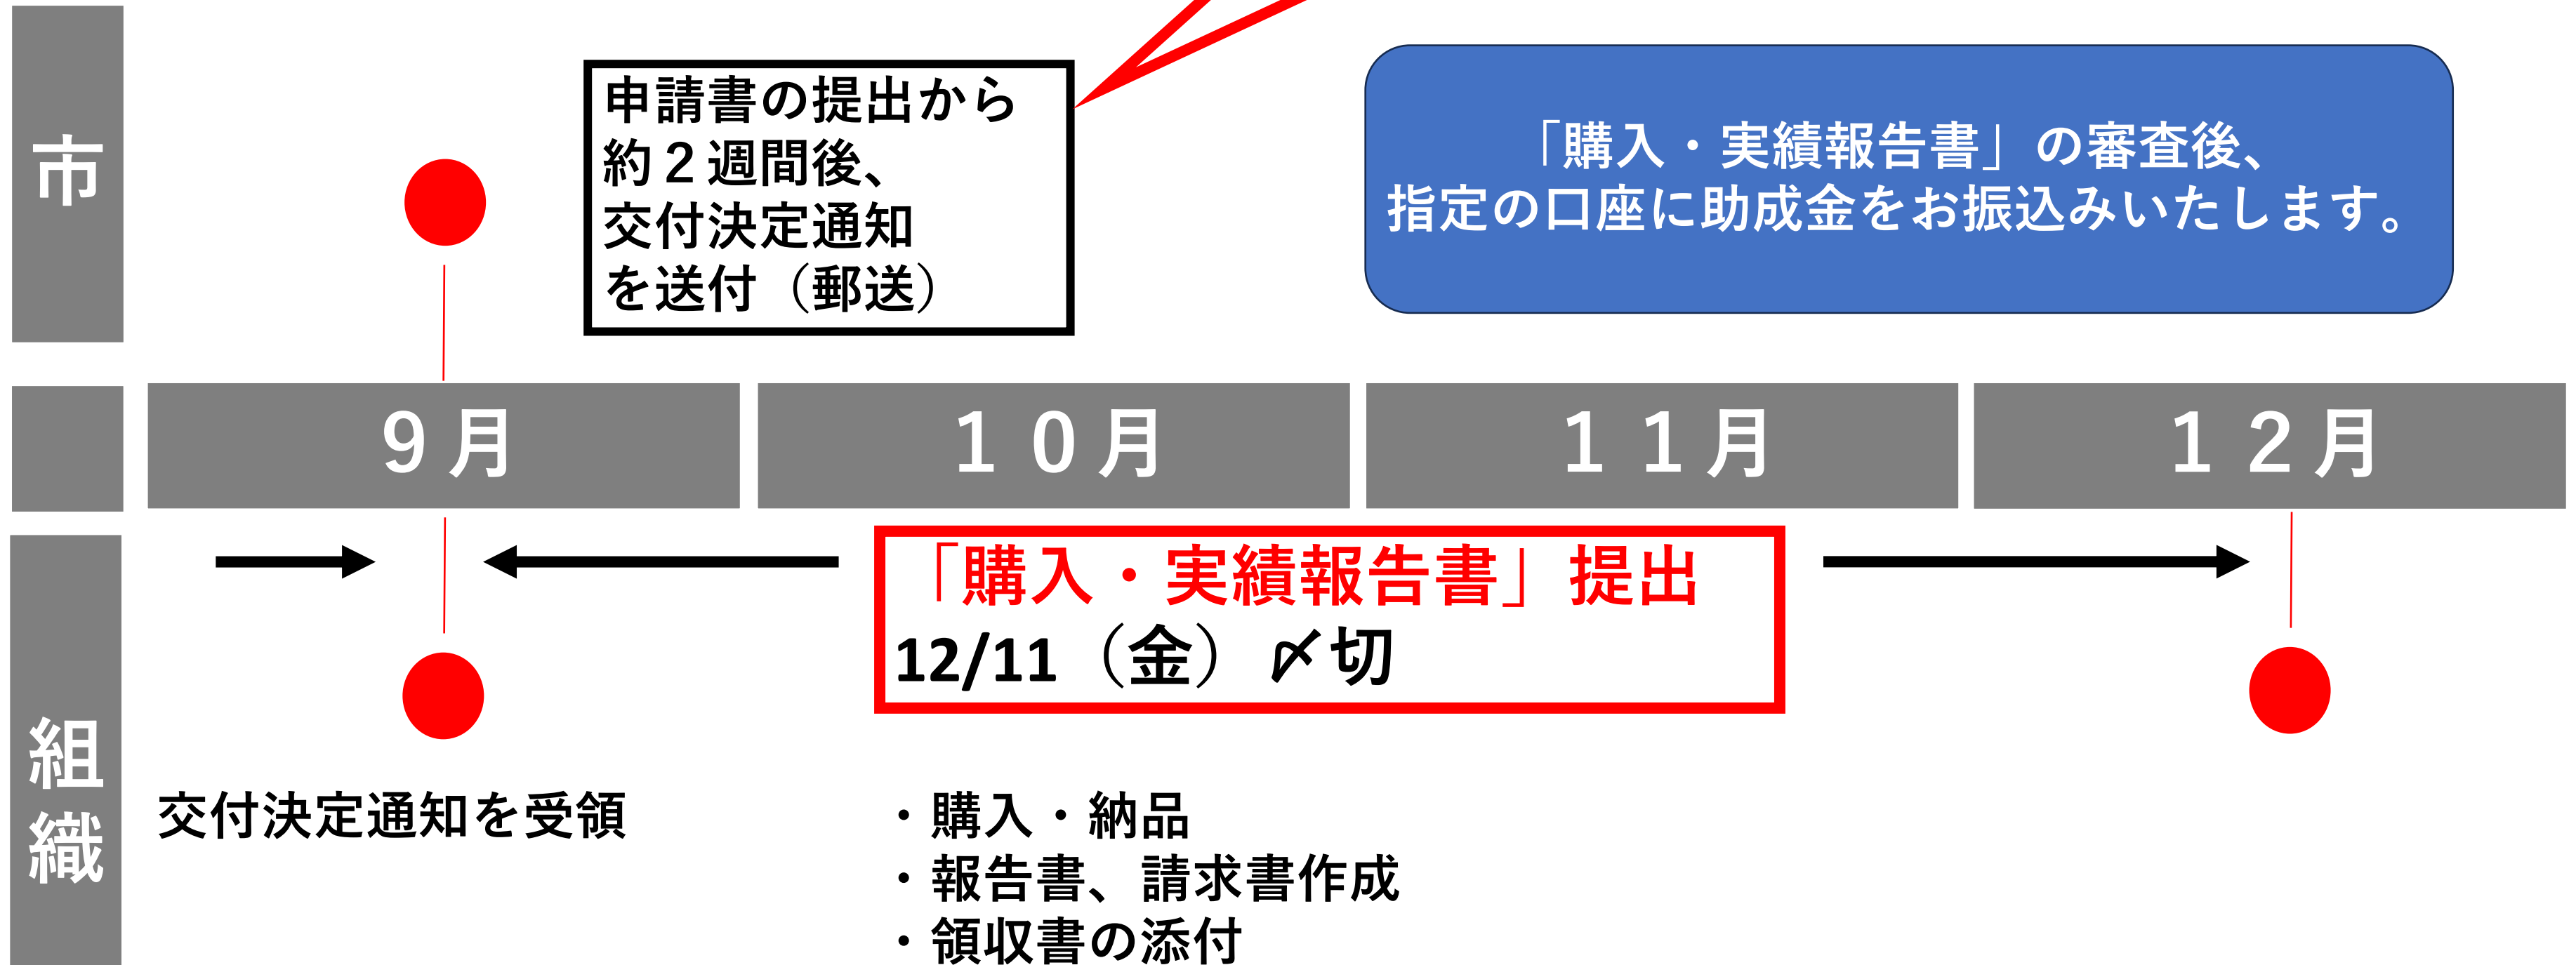 市
申請書の提出から
約２週間後、
交付決定通知
を送付（郵送）
「購入・実績報告書」の審査後、
指定の口座に助成金をお振込みいたします。
９月
１０月
１１月
１２月
組織
「購入・実績報告書」提出
12/11（金）〆切
交付決定通知を受領
・購入・納品
・報告書、請求書作成
・領収書の添付